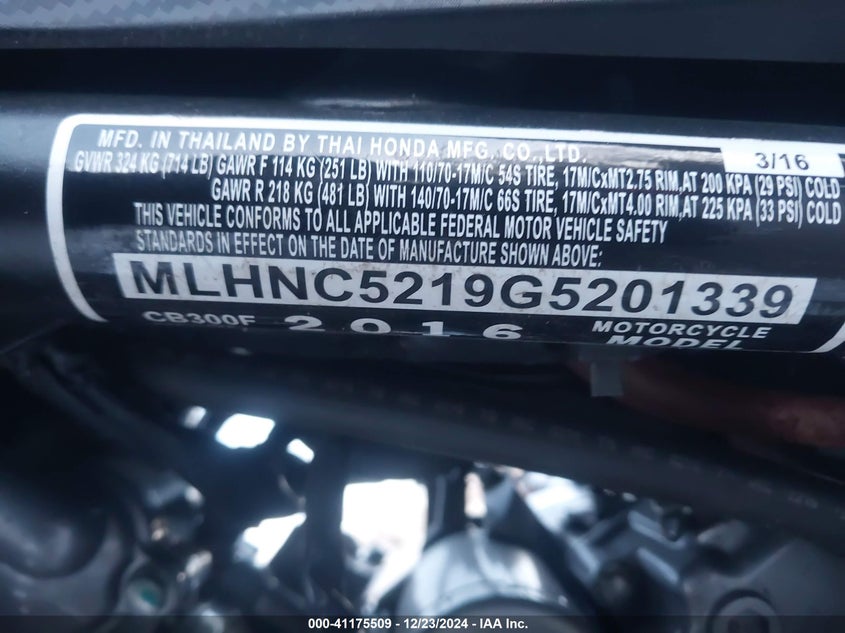 MFD. IN THAILAND BY THAI HONDA MFG. CO.,LTD. 3/16
GVWR 324 KG (714 LB) GAWR F 114 KG (251 LB) WITH 110/70-17M/C 54S TIRE, 17M/CxMT2.75 RIM,AT 200 KPA (29 PSI) COLD
GAWR R 218 KG (481 LB) WITH 140/70-17M/C 66S TIRE, 17M/CxMT4.00 RIM,AT 225 KPA (33 PSI) COLD
THIS VEHICLE CONFORMS TO ALL APPLICABLE FEDERAL MOTOR VEHICLE SAFETY
STANDARDS IN EFFECT ON THE DATE OF MANUFACTURE SHOWN ABOVE:
MLHNC5219G5201339
CB300F 2016 MOTORCYCLE
MODEL
000-41175509 - 12/23/2024 - IAA Inc.